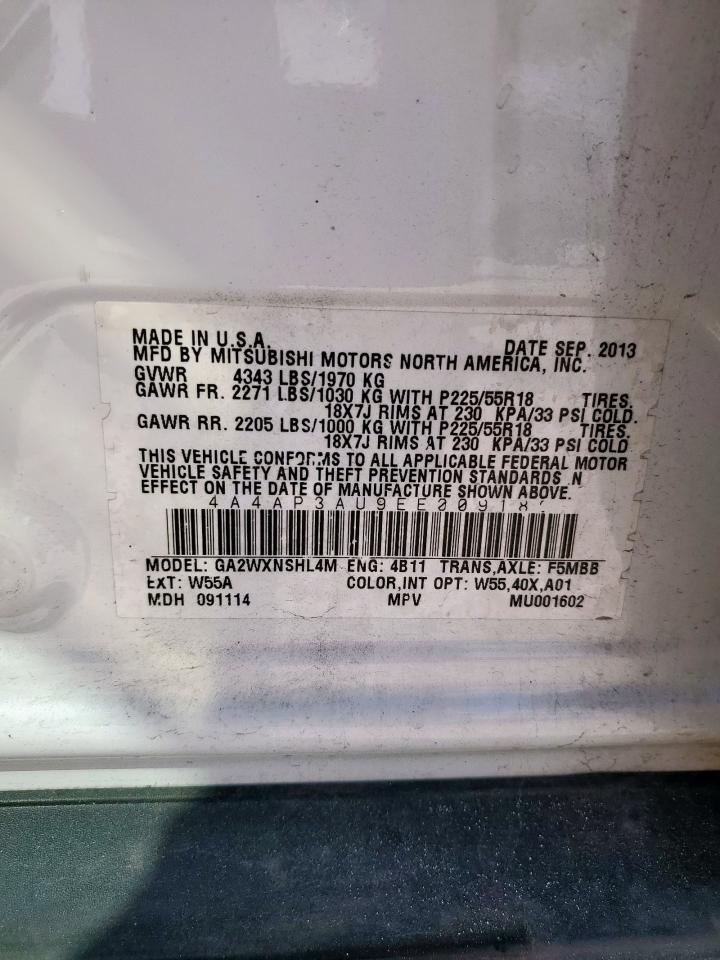 MADE IN U.S.A. DATE SEP. 2013
MFD BY MITSUBISHI MOTORS NORTH AMERICA, INC.
GVWR 4343 LBS/1970 KG
GAWR FR. 2271 LBS/1030 KG WITH P225/55R18 TIRES.
18X7J RIMS AT 230 KPA/33 PSI COLD.
GAWR RR. 2205 LBS/1000 KG WITH P225/55R18 TIRES.
18X7J RIMS AT 230 KPA/33 PSI COLD
THIS VEHICLE CONFORMS TO ALL APPLICABLE FEDERAL MOTOR
VEHICLE SAFETY AND THEFT PREVENTION STANDARDS N
EFFECT ON THE DATE OF MANUFACTURE SHOWN ABOVE.
MODEL: GA2WXNSHL4M ENG: 4B11 TRANS,AXLE: F5MBB
EXT: W55A COLOR,INT OPT: W55,40X,A01
MDH 091114 MPV MU001602